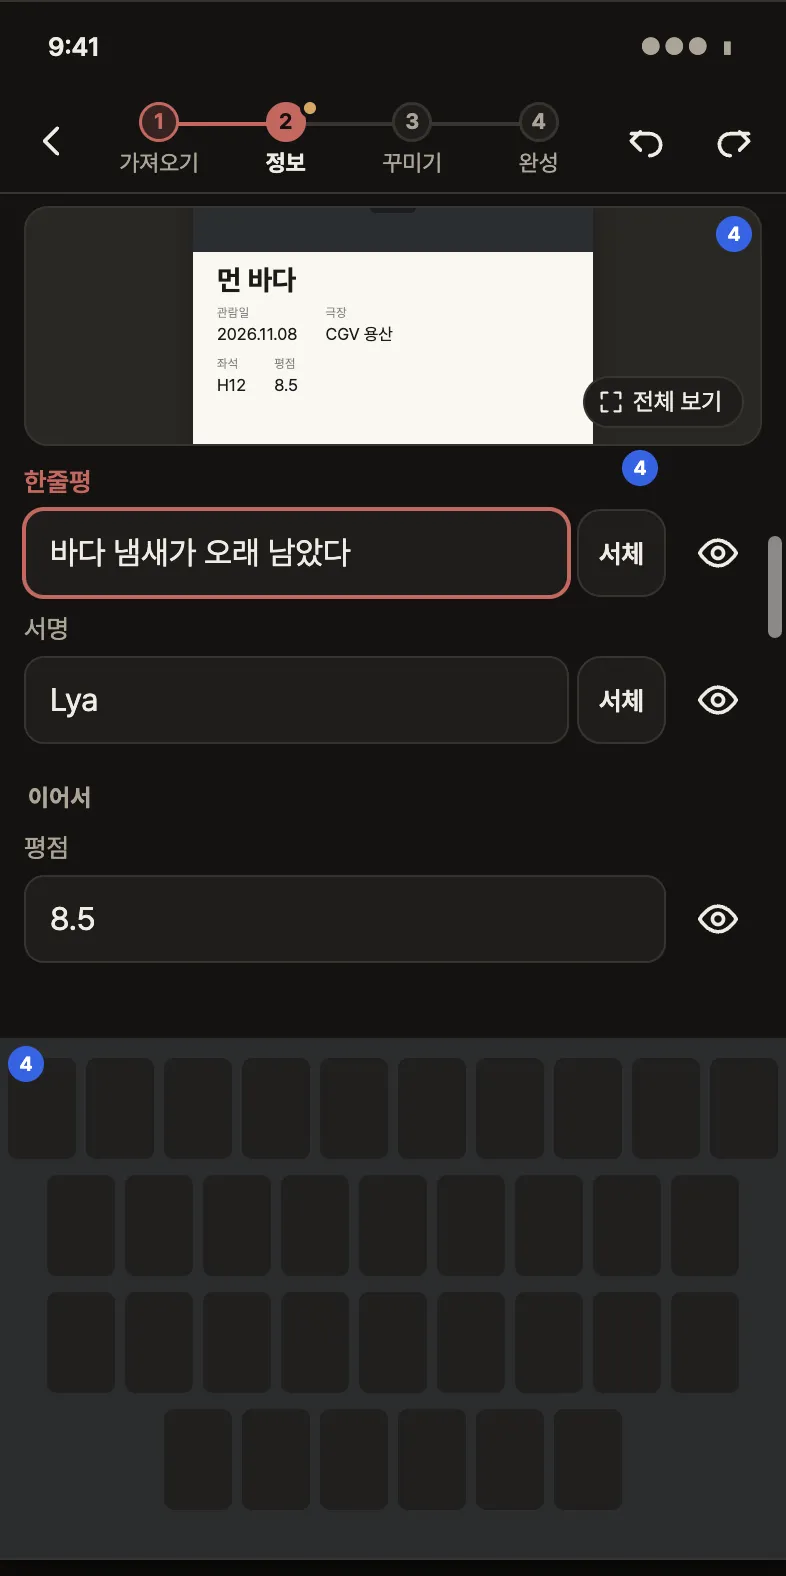 9:41
1 2 3 4
가져오기 정보 꾸미기 완성
4
먼 바다
관람일 극장
2026.11.08 CGV 용산
좌석 평점
H12 8.5
전체 보기
한줄평
4
바다 냄새가 오래 남았다 서체
서명
Lya 서체
이어서
평점
8.5
4